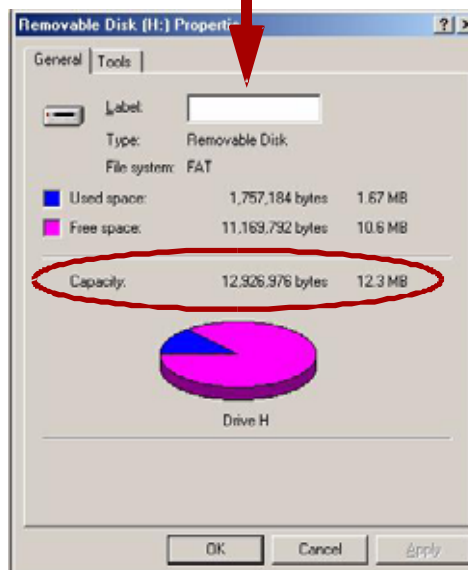 Removable Disk (H:) Properties
General Tools
Label:
Type: Removable Disk
File system: FAT
Used space: 1,757,184 bytes 1.67 MB
Free space: 11,169,792 bytes 10.6 MB
Capacity: 12,926,976 bytes 12.3 MB
Drive H
OK Cancel Apply